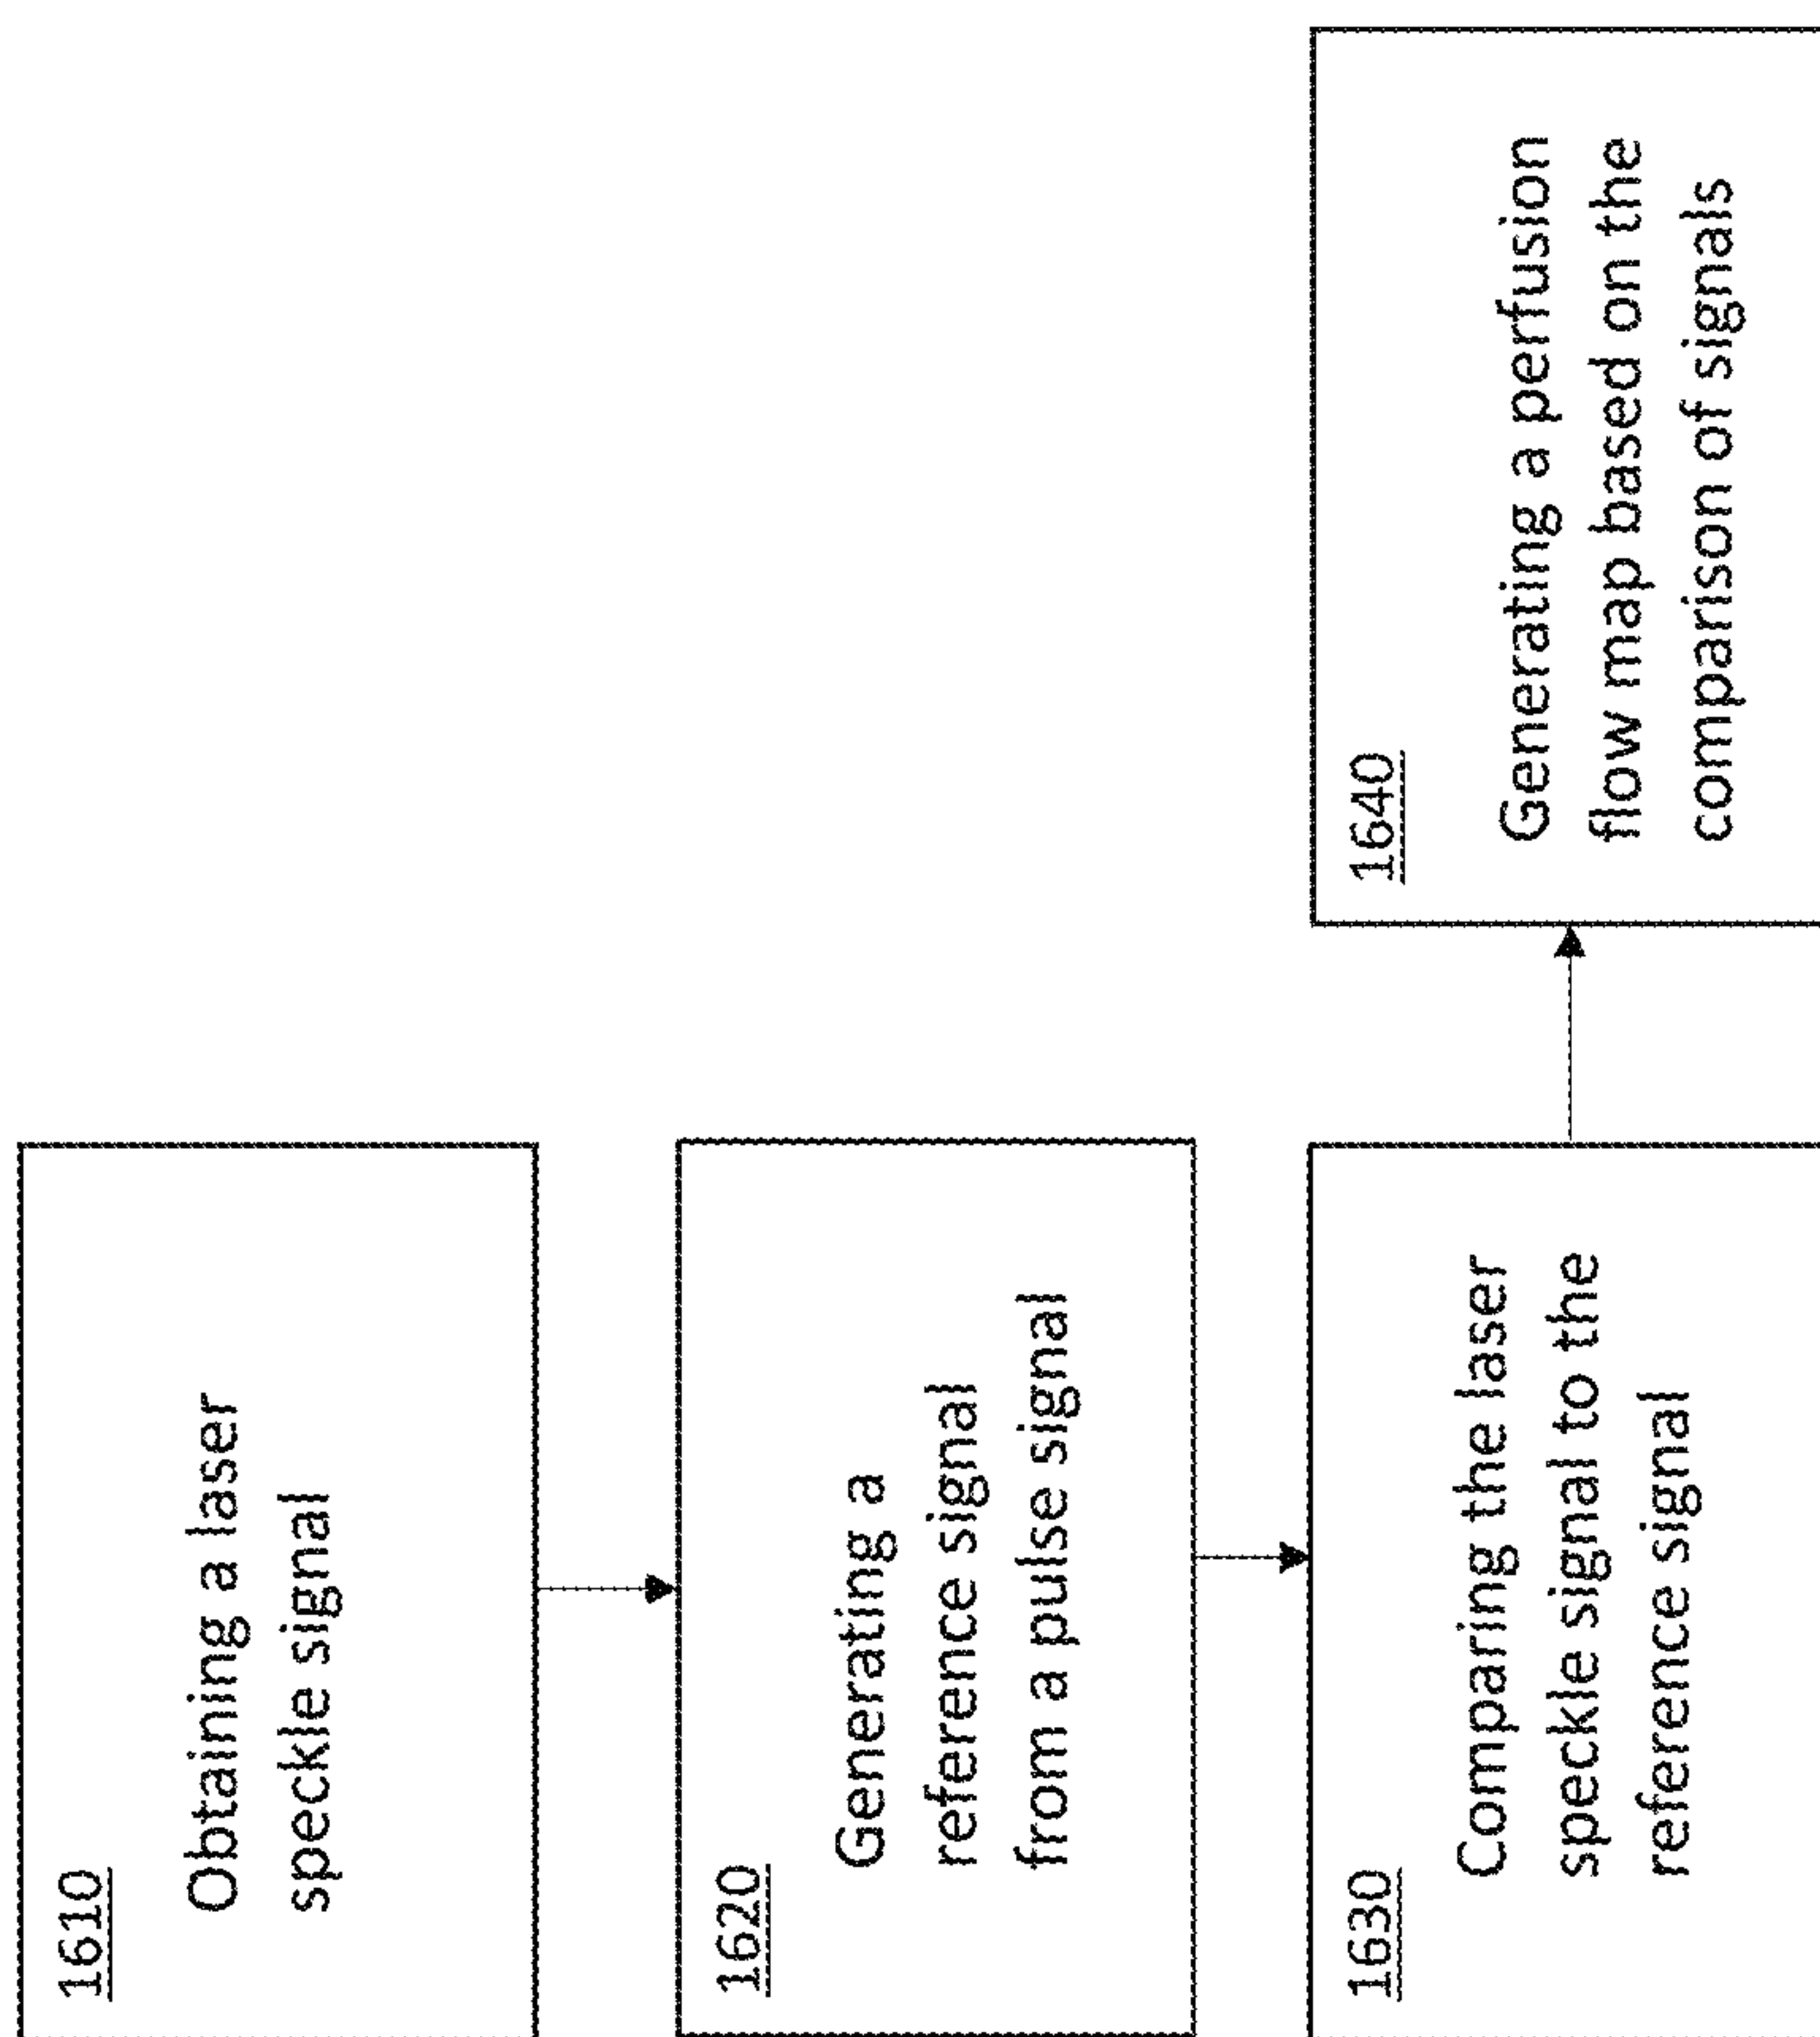 1610
Obtaining a laser
speckle signal
1620
Generating a
reference signal
from a pulse signal
1630
Comparing the laser
speckle signal to the
reference signal
1640
Generating a perfusion
flow map based on the
comparison of signals